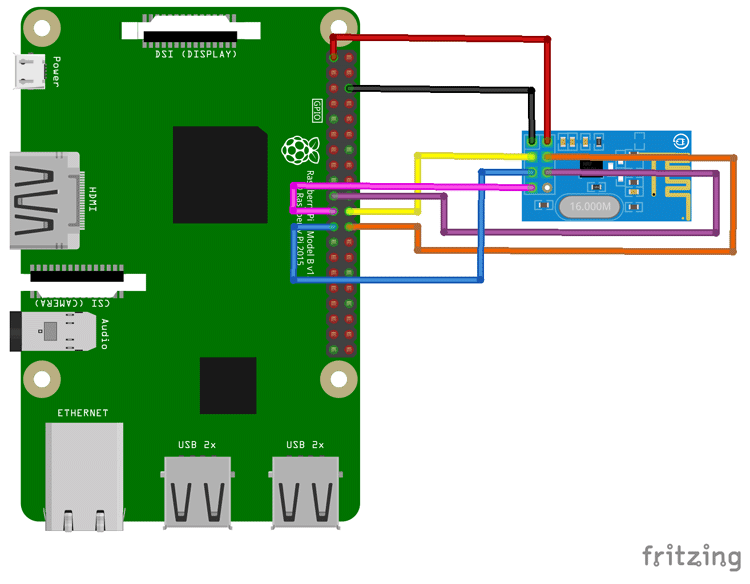 DSI (DISPLAY)
Power
GPIO
HDMI
Raspberry Pi Model B v1
Raspberry Pi 2015
16.000M
CSI (CAMERA)
Audio
ETHERNET
USB 2x
USB 2x
fritzing